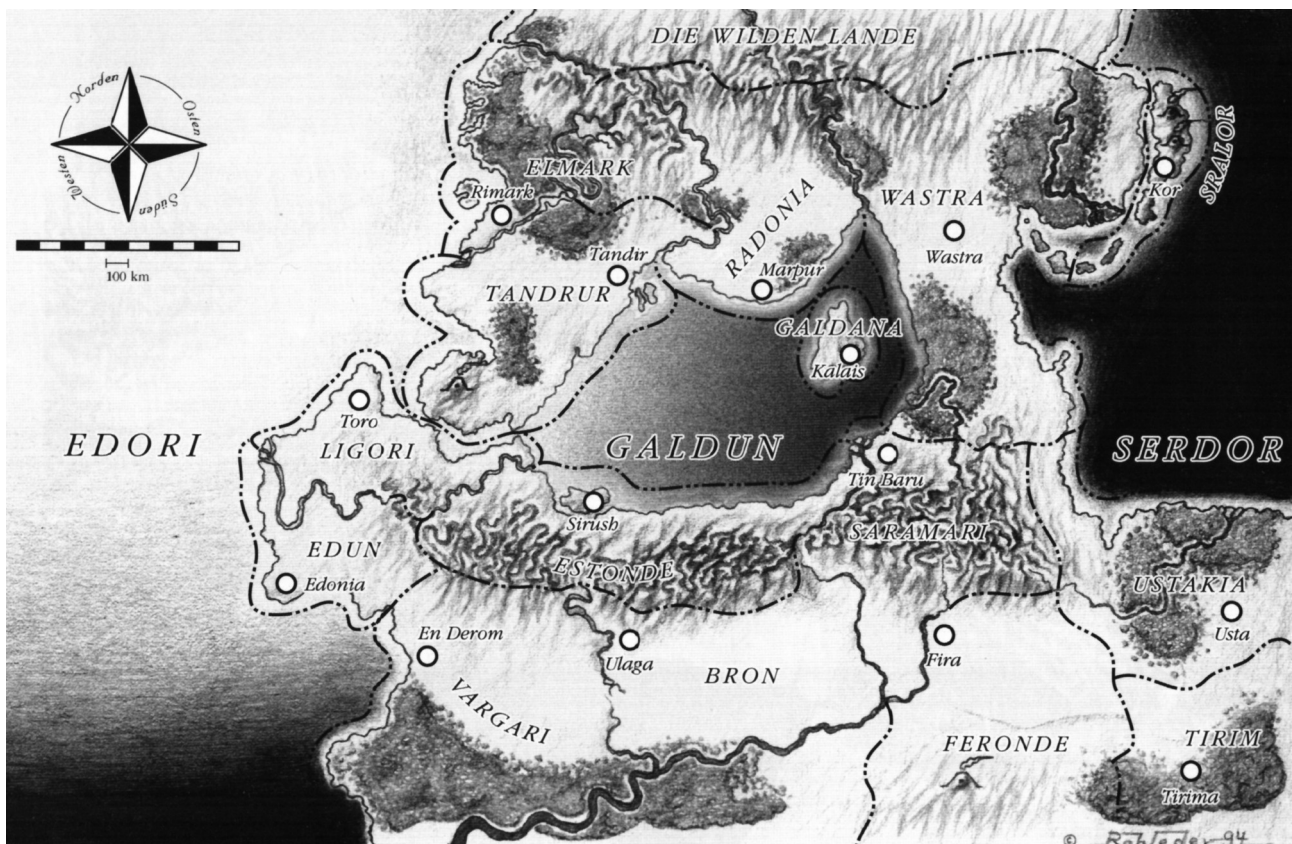 DIE WILDEN LANDE
Norden
Osten
Süden
Westen
100 km
ELMARK
Rimark
SRALOR
Kor
RADONIA
WASTRA
Wastra
Tandir
TANDRUR
Marpur
GALDANA
Kalais
Toro
LIGORI
EDORI
GALDUN
SERDOR
Tin Baru
Sirush
SARAMARI
EDUN
ESTONDE
Edonia
USTAKIA
Usta
En Derom
Ulaga
Fira
BRON
VARGARI
FERONDE
TIRIM
Tirima
©
94